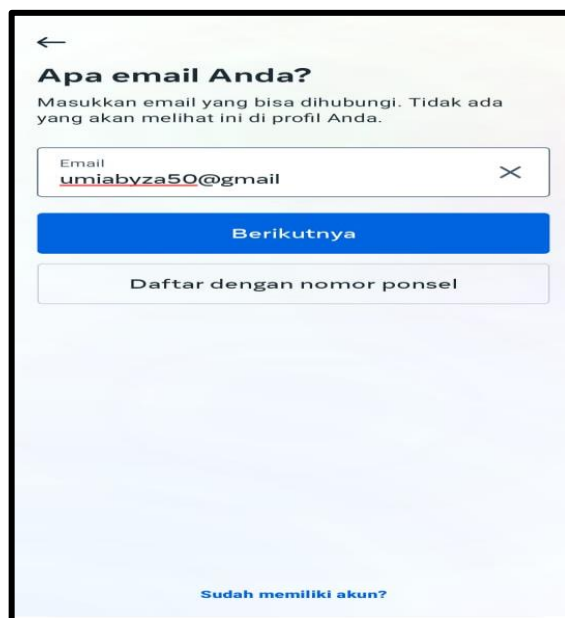 Apa email Anda?
Masukkan email yang bisa dihubungi. Tidak ada
yang akan melihat ini di profil Anda.
Email
umiabyza50@gmail
Berikutnya
Daftar dengan nomor ponsel
Sudah memiliki akun?